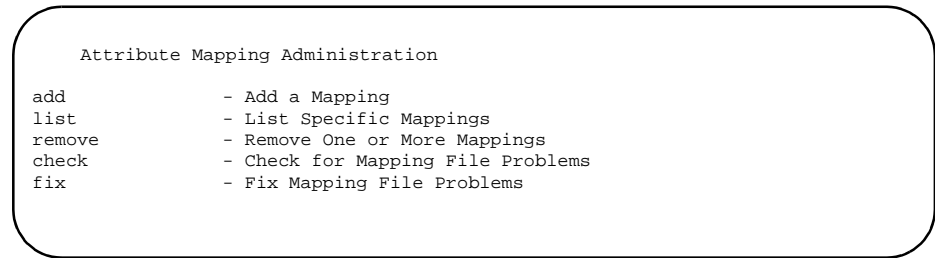 Attribute Mapping Administration
add - Add a Mapping
list - List Specific Mappings
remove - Remove One or More Mappings
check - Check for Mapping File Problems
fix - Fix Mapping File Problems